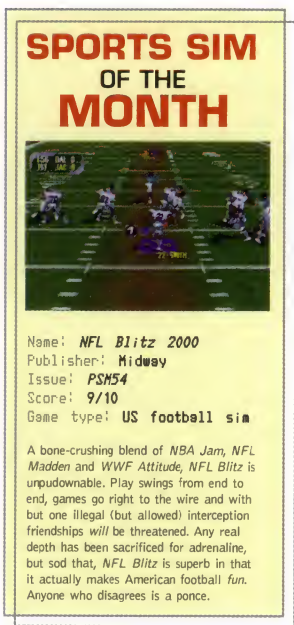 SPORTS SIM
OF THE
MONTH
22 SMITH
Name: NFL Blitz 2000
Publisher: Midway
Issue: PSM54
Score: 9/10
Game type: US football sim
A bone-crushing blend of NBA Jam, NFL
Madden and WWF Attitude, NFL Blitz is
unpudownable. Play swings from end to
end, games go right to the wire and with
but one illegal (but allowed) interception
friendships will be threatened. Any real
depth has been sacrificed for adrenaline,
but sod that, NFL Blitz is superb in that
it actually makes American football fun.
Anyone who disagrees is a ponce.